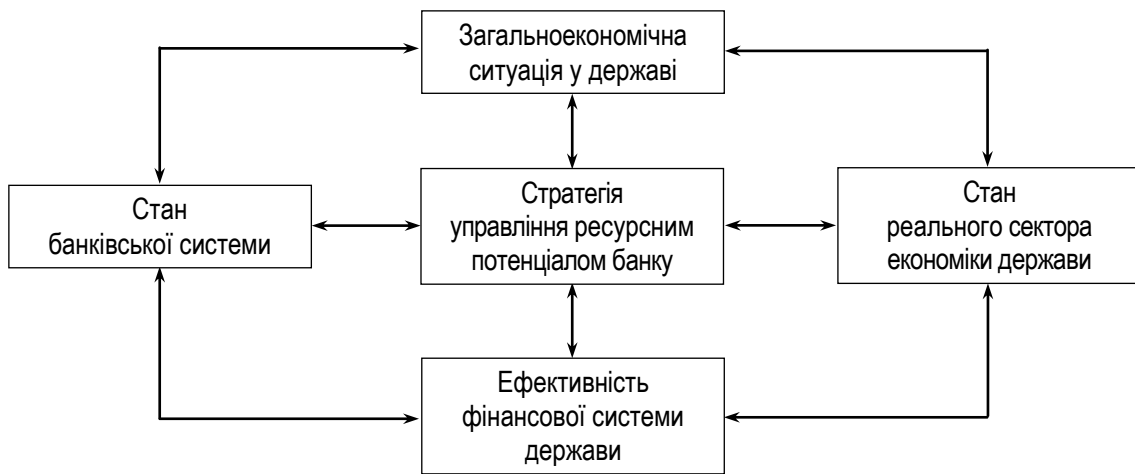 Загальноекономічна
ситуація у державі
Стан
банківської системи
Стратегія
управління ресурсним
потенціалом банку
Стан
реального сектора
економіки держави
Ефективність
фінансової системи
держави